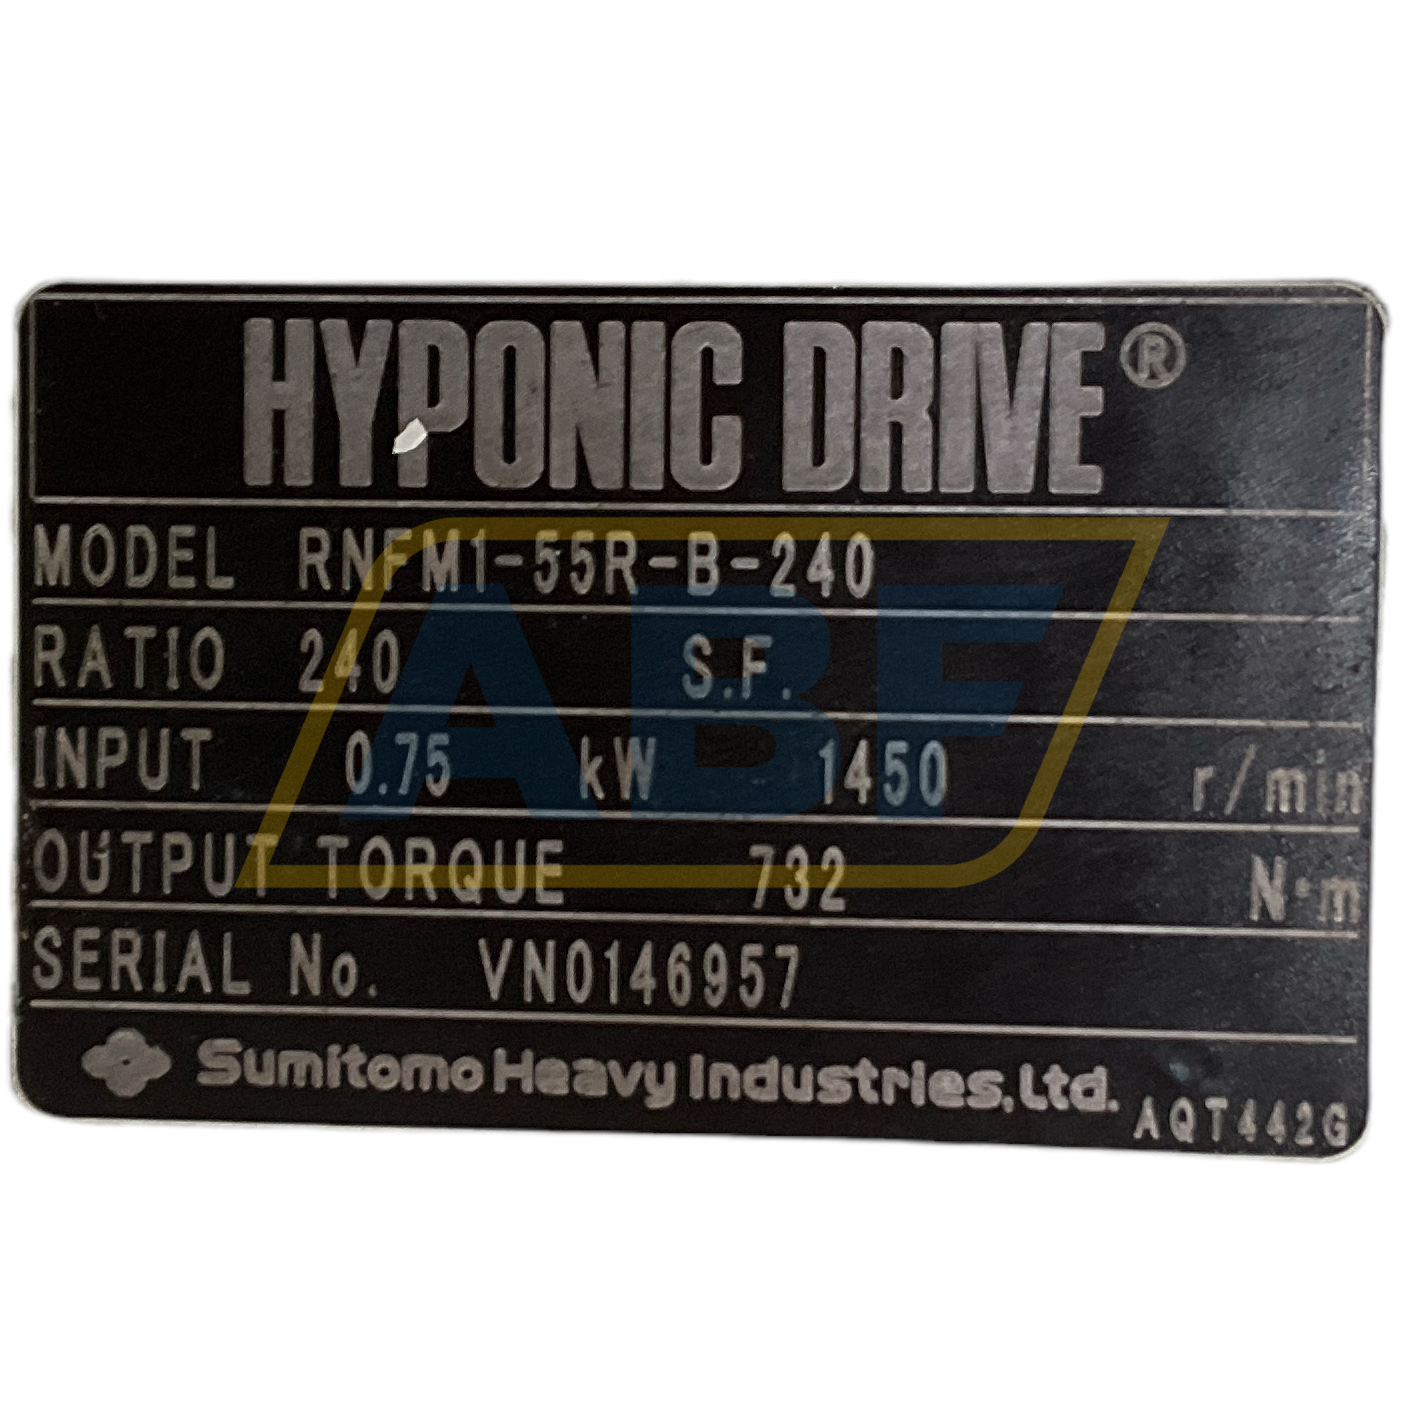 HYPONIC DRIVE®
MODEL RNFM1-55R-B-240
RATIO 240 S.F.
INPUT 0.75 kW 1450 r/min
OUTPUT TORQUE 732 N·m
SERIAL No. VN0146957
Sumitomo Heavy Industries, Ltd.
AQT442G
ABF